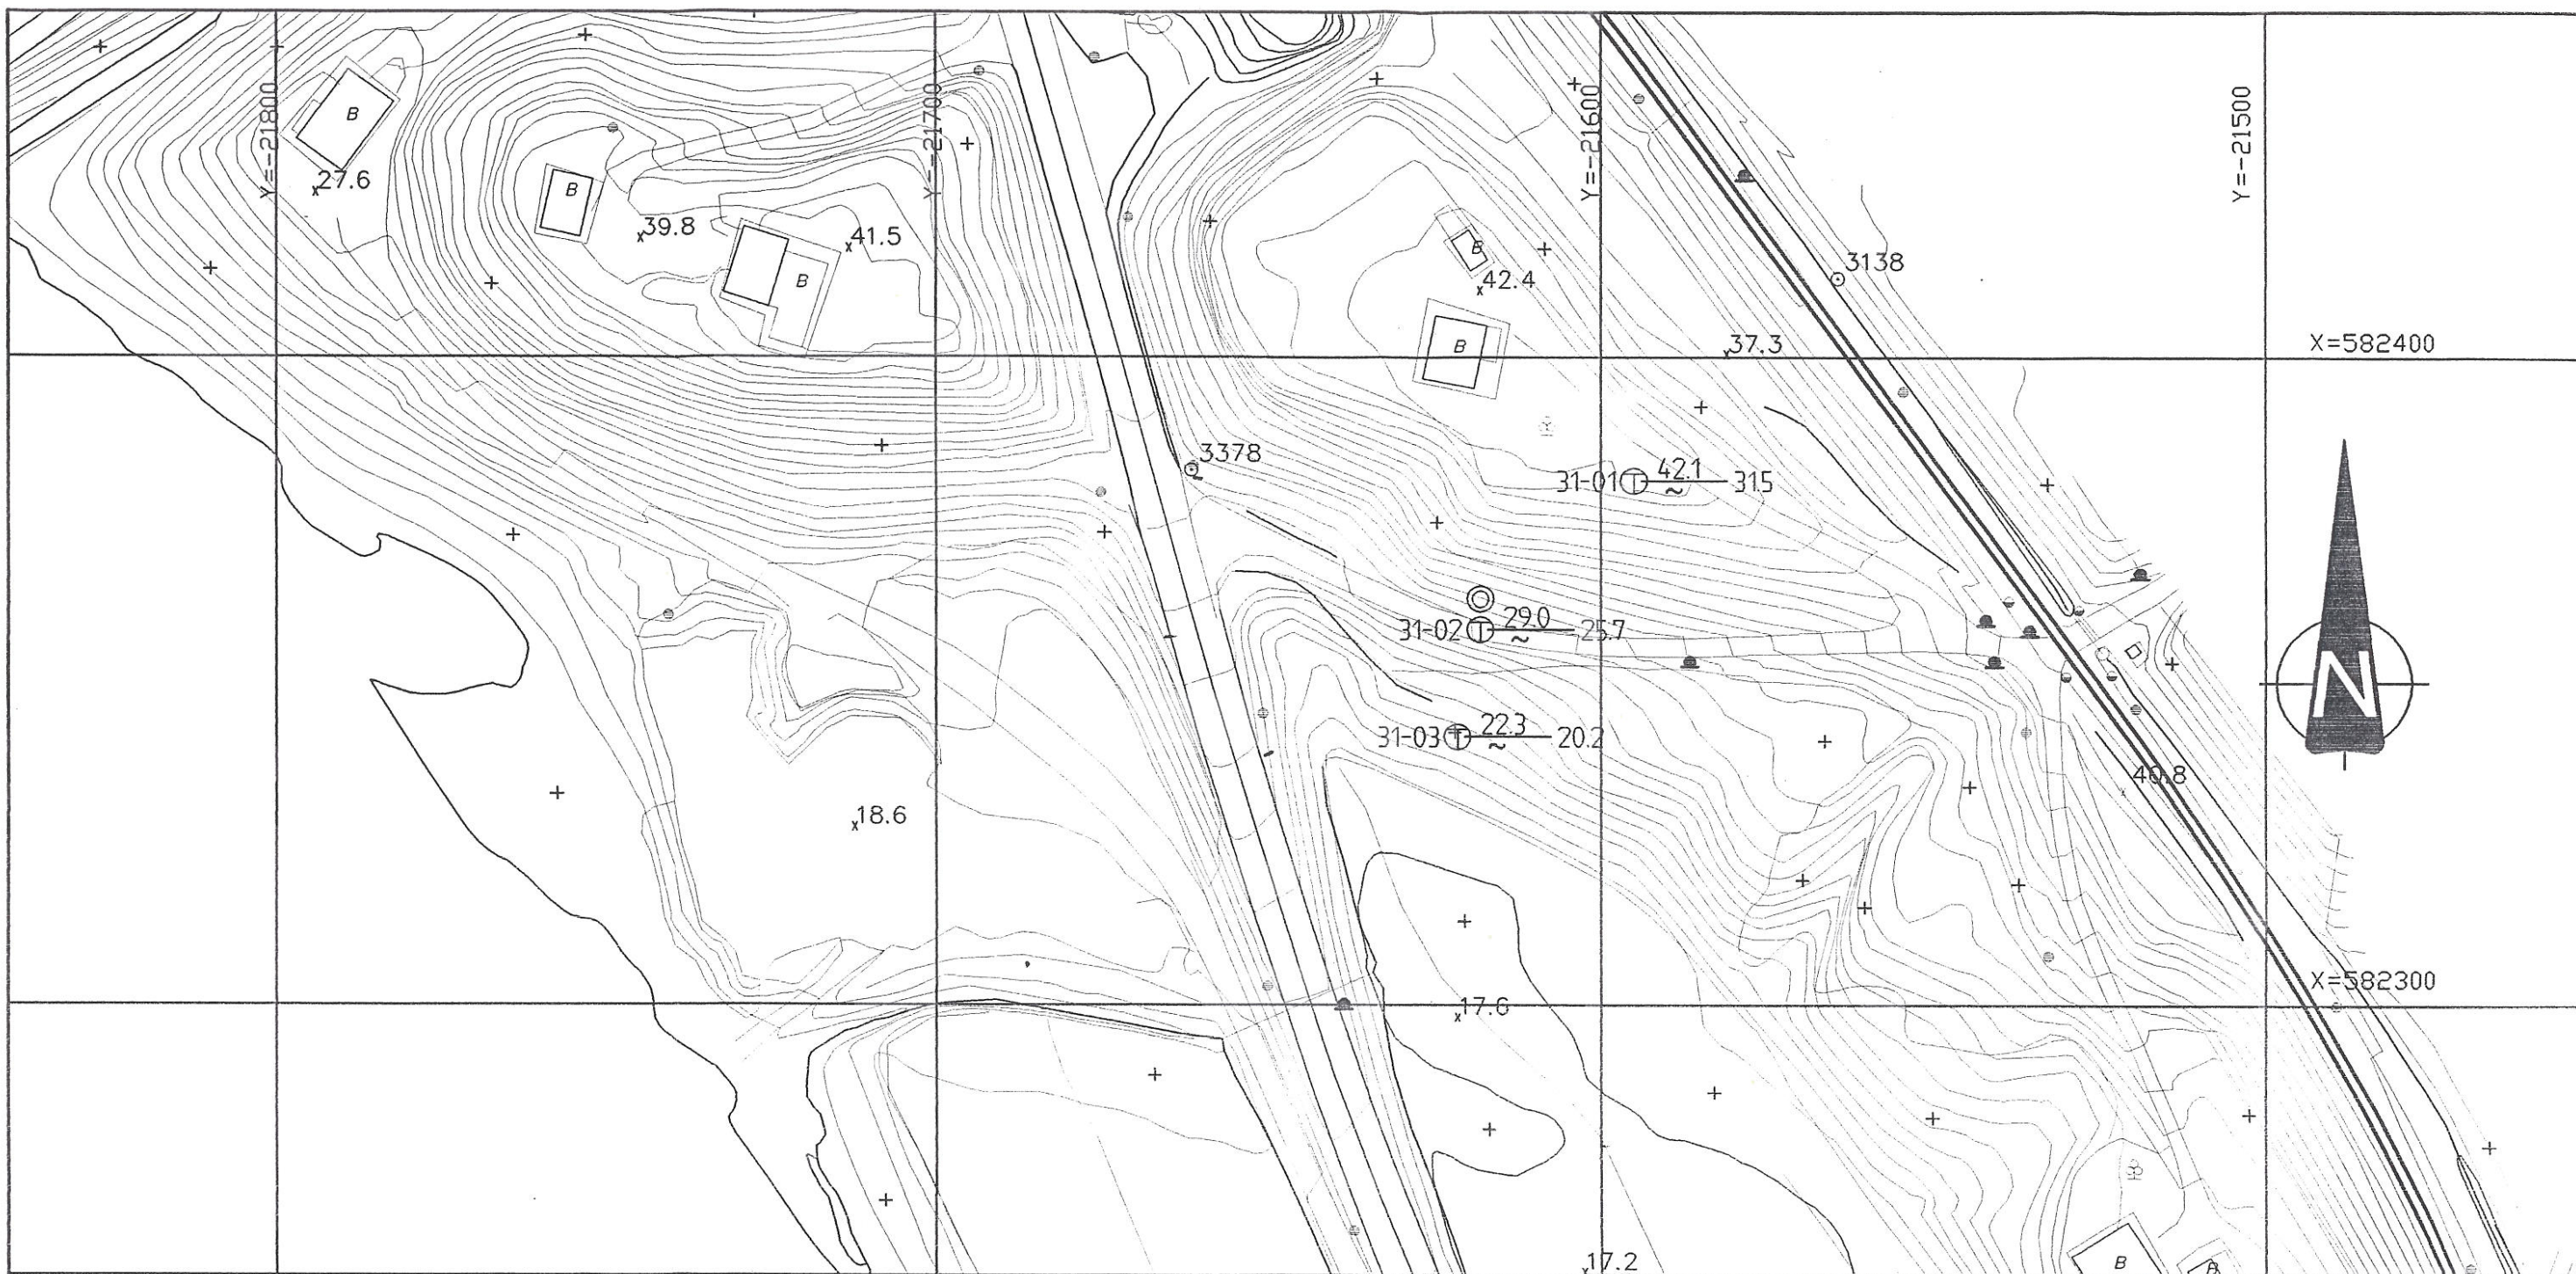 Y=-21800
Y=-21700
Y=-21600
Y=-21500
B
27.6
B
39.8
B
41.5
B
42.4
B
3138
37.3
X=582400
3378
31-01 T 42.1 ~ 31.5
31-02 T 29.0 ~ 25.7
31-03 T 22.3 ~ 20.2
N
40.8
18.6
X=582300
17.6
17.2
B
B